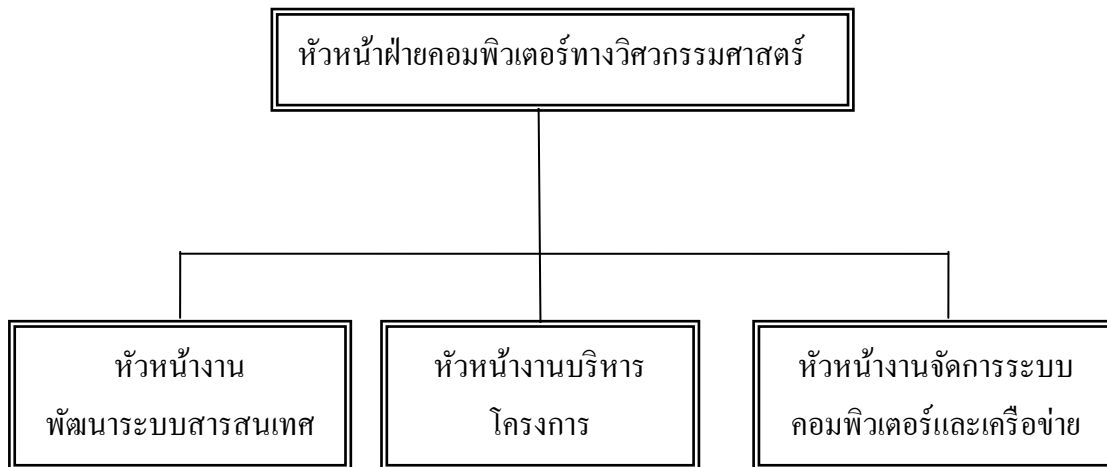 หัวหน้าฝ่ายคอมพิวเตอร์ทางวิศวกรรมศาสตร์
หัวหน้างาน
พัฒนาระบบสารสนเทศ
หัวหน้างานบริหาร
โครงการ
หัวหน้างานจัดการระบบ
คอมพิวเตอร์และเครือข่าย